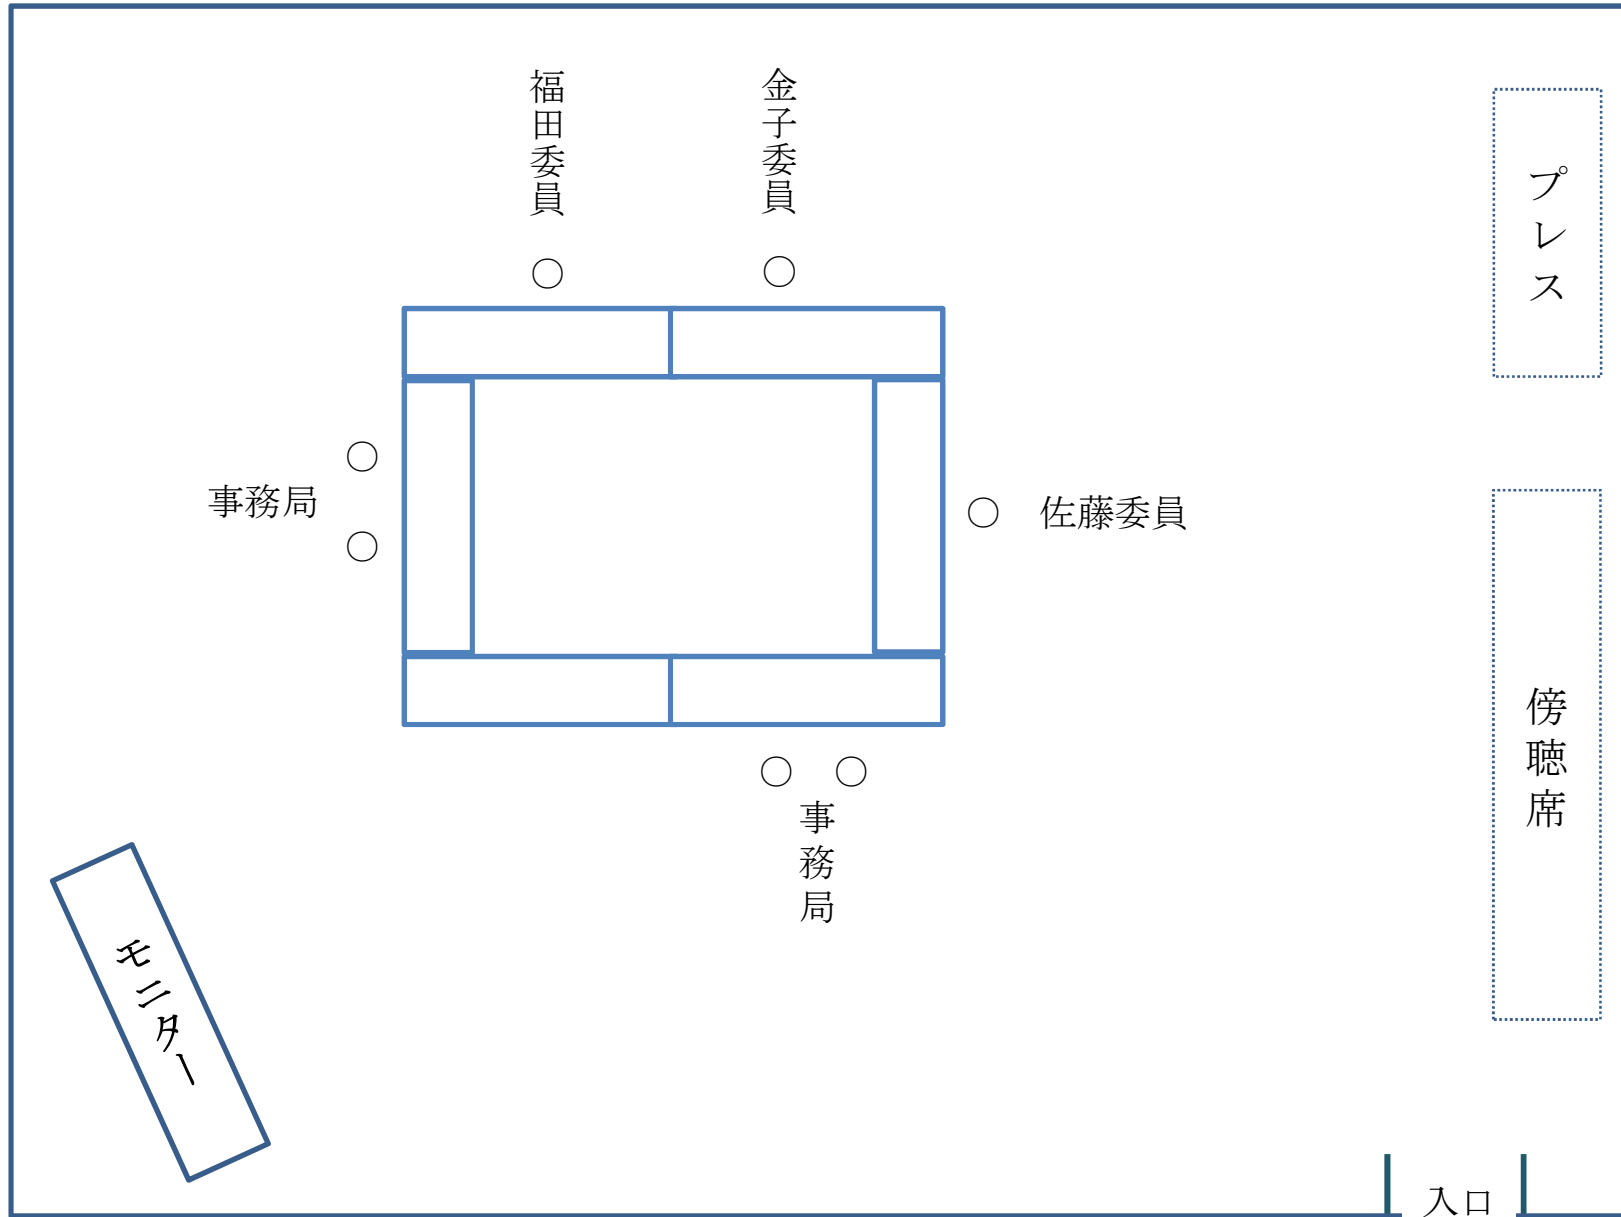 福田委員
金子委員
プレス
事務局
佐藤委員
傍聴席
事務局
モニター
入口